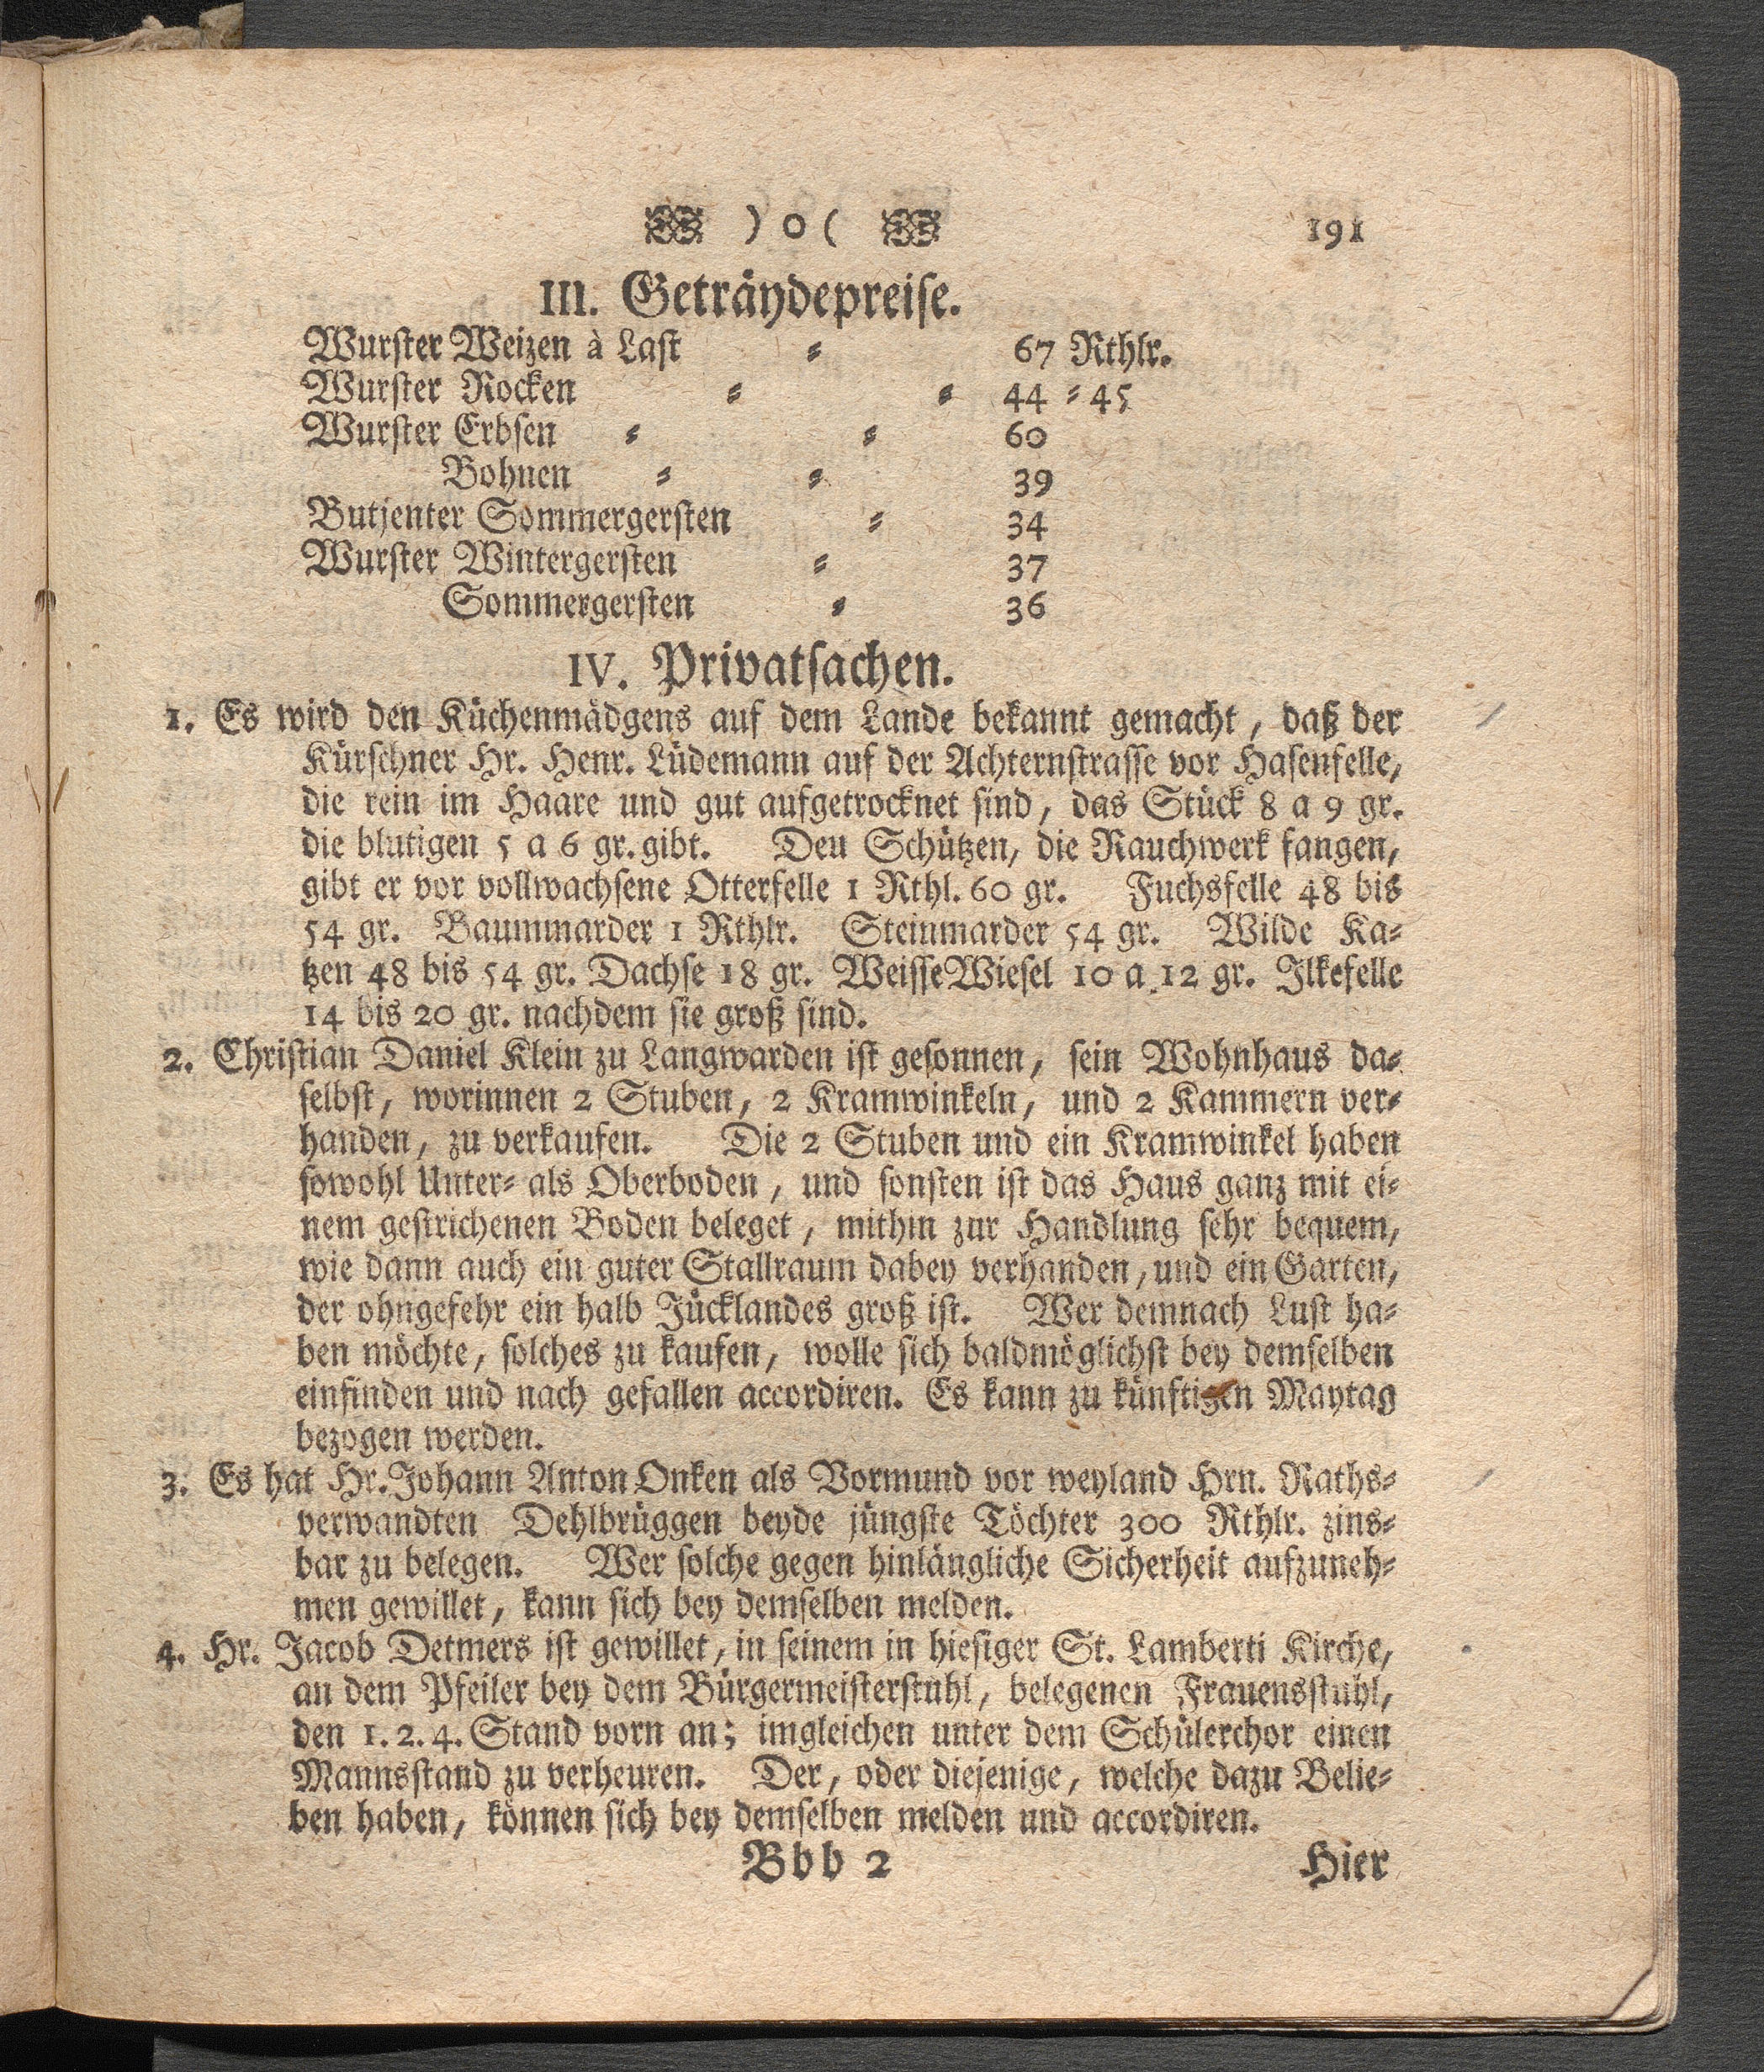 ) o (
191
III. Geträydepreise.
Wurster Weizen à Last = 67 Rthlr.
Wurster Rocken = = 44 = 45
Wurster Erbsen = = 60
Bohnen = = 39
Butjenter Sommergersten = 34
Wurster Wintergersten = 37
Sommergersten = 36
IV. Privatsachen.
1. Es wird den Küchenmädgens auf dem Lande bekannt gemacht, daß der
Kürschner Hr. Henr. Lüdemann auf der Achternstrasse vor Hasenfelle,
die rein im Haare und gut aufgetrocknet sind, das Stück 8 a 9 gr.
die blutigen 5 a 6 gr. gibt. Den Schützen, die Rauchwerk fangen,
gibt er vor vollwachsene Otterfelle 1 Rthl. 60 gr. Fuchsfelle 48 bis
54 gr. Baummarder 1 Rthlr. Steinmarder 54 gr. Wilde Ka=
tzen 48 bis 54 gr. Dachse 18 gr. Weisse Wiesel 10 a 12 gr. Ilkefelle
14 bis 20 gr. nachdem sie groß sind.
2. Christian Daniel Klein zu Langwarden ist gesonnen, sein Wohnhaus da=
selbst, worinnen 2 Stuben, 2 Kramwinkeln, und 2 Kammern ver=
handen, zu verkaufen. Die 2 Stuben und ein Kramwinkel haben
sowohl Unter= als Oberboden, und sonsten ist das Haus ganz mit ei=
nem gestrichenen Boden beleget, mithin zur Handlung sehr bequem,
wie dann auch ein guter Stallraum dabey verhanden, und ein Garten,
der ohngefehr ein halb Jücklandes groß ist. Wer demnach Lust ha=
ben möchte, solches zu kaufen, wolle sich baldmöglichst bey demselben
einfinden und nach gefallen accordiren. Es kann zu künftigen Maytag
bezogen werden.
3. Es hat Hr. Johann Anton Onken als Vormund vor weyland Hrn. Raths=
verwandten Dehlbrüggen beyde jüngste Töchter 300 Rthlr. zins=
bar zu belegen. Wer solche gegen hinlängliche Sicherheit aufzuneh=
men gewillet, kann sich bey demselben melden.
4. Hr. Jacob Detmers ist gewillet, in seinem in hiesiger St. Lamberti Kirche,
an dem Pfeiler bey dem Bürgermeisterstuhl, belegenen Frauensstuhl,
den 1. 2. 4. Stand vorn an; imgleichen unter dem Schülerchor einen
Mannsstand zu verheuren. Der, oder diejenige, welche dazu Belie=
ben haben, können sich bey demselben melden und accordiren.
Bbb 2
Hier